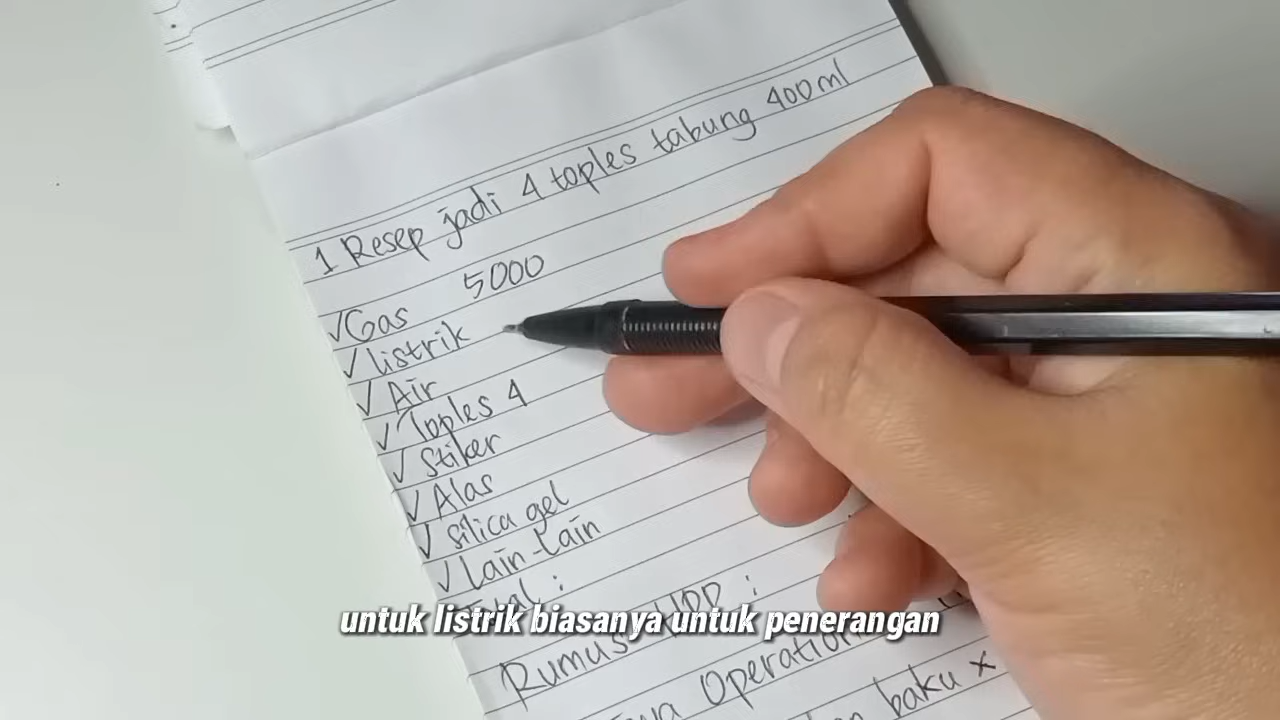 1 Resep jadi 4 toples tabung 400 ml
√ Gas 5000
√ listrik
√ Air
√ Toples 4
√ Stiker
√ Alas
√ Silica gel
√ Lain-lain
:
untuk listrik biasanya untuk penerangan
Rumus HPP :
Operation
baku ×